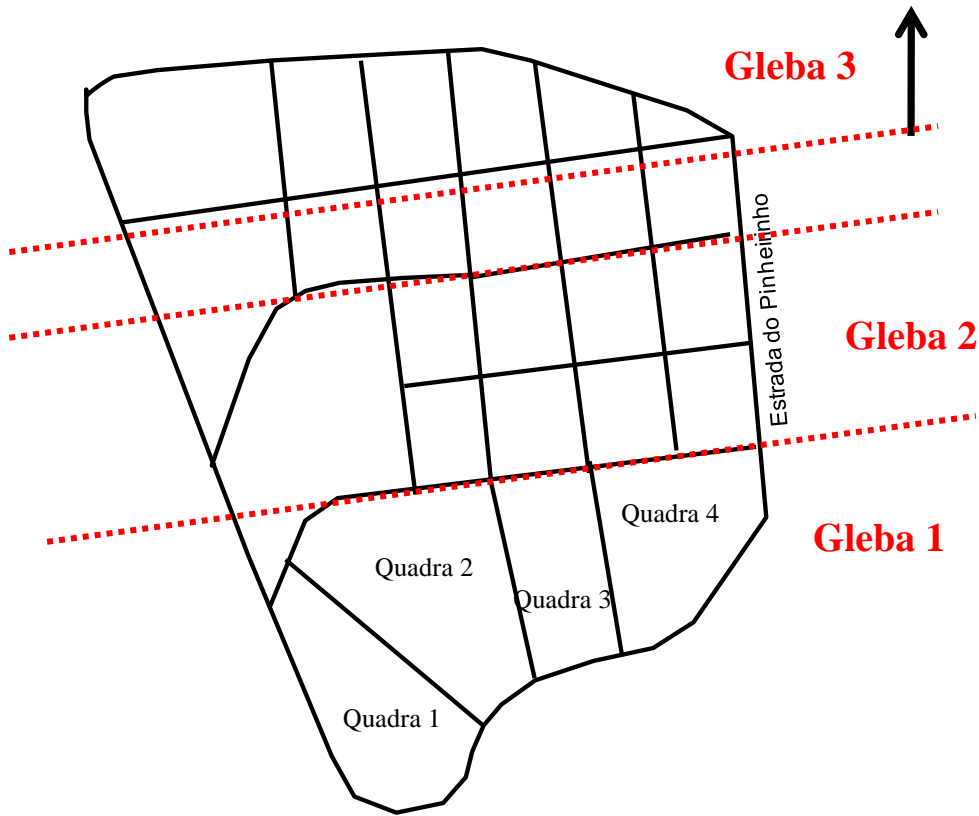 Gleba 3
Estrada do Pinheirinho
Gleba 2
Quadra 4
Gleba 1
Quadra 2
Quadra 3
Quadra 1